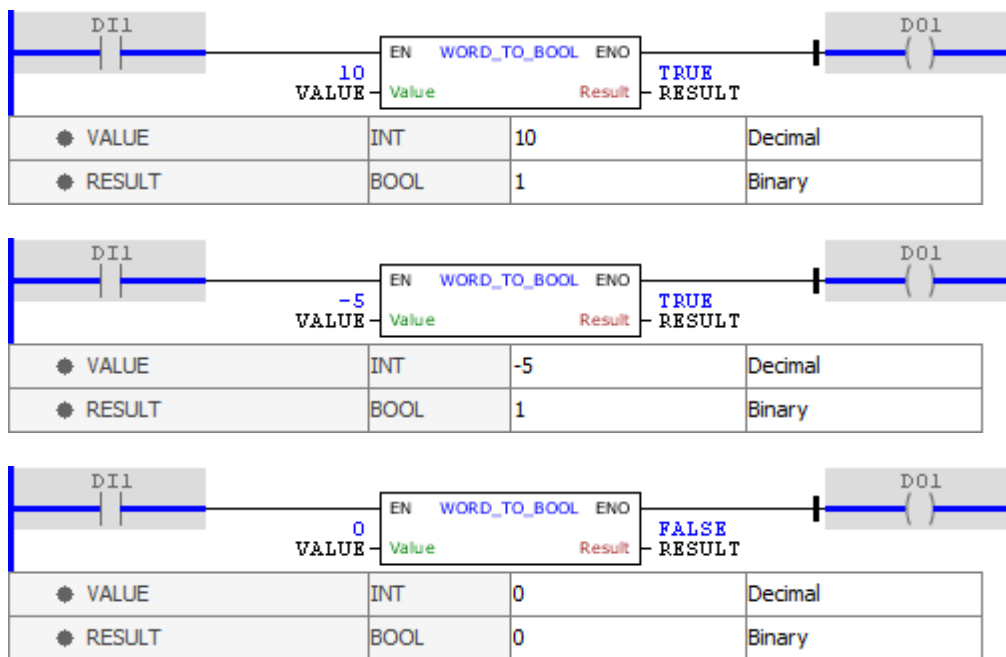 DI1 DO1
EN WORD_TO_BOOL ENO
10 TRUE
VALUE Value Result RESULT
VALUE INT 10 Decimal
RESULT BOOL 1 Binary
DI1 DO1
EN WORD_TO_BOOL ENO
-5 TRUE
VALUE Value Result RESULT
VALUE INT -5 Decimal
RESULT BOOL 1 Binary
DI1 DO1
EN WORD_TO_BOOL ENO
0 FALSE
VALUE Value Result RESULT
VALUE INT 0 Decimal
RESULT BOOL 0 Binary